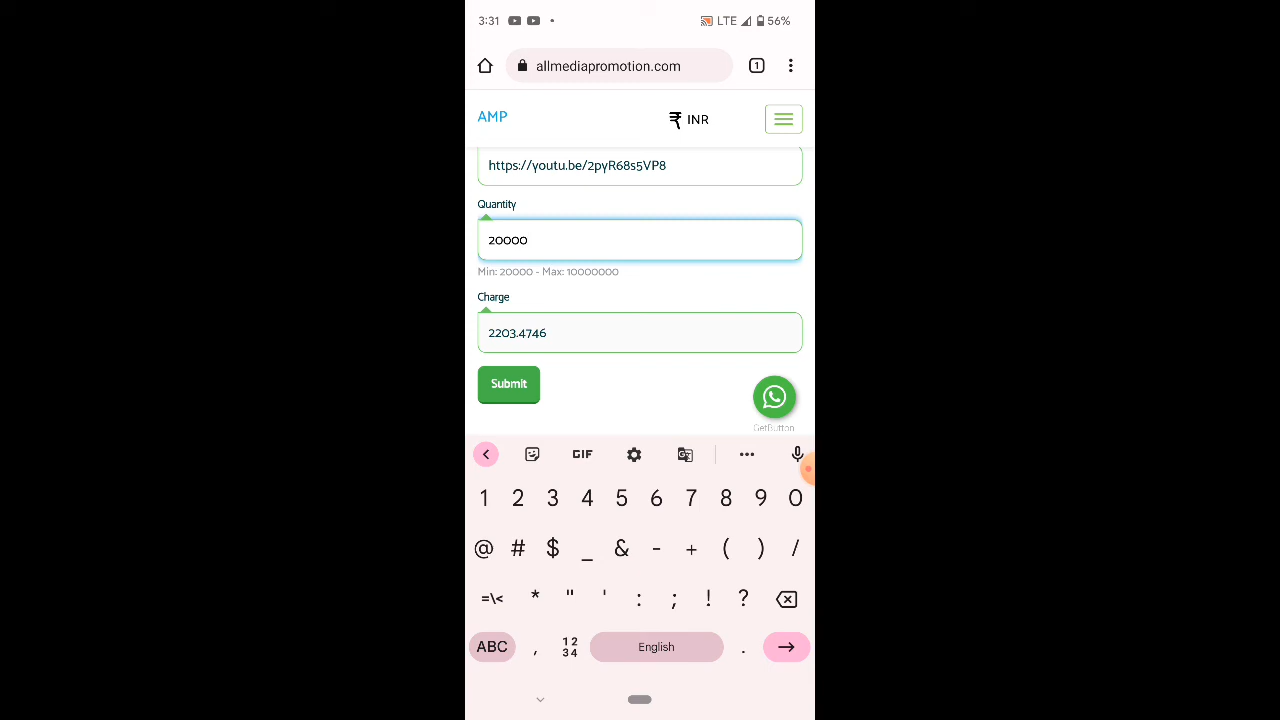 3:31 LTE 56%
allmediapromotion.com 1
AMP ₹ INR
https://youtu.be/2pyR68s5VP8
Quantity
20000
Min: 20000 - Max: 10000000
Charge
2203.4746
Submit
GetButton
GIF
1 2 3 4 5 6 7 8 9 0
@ # $ _ & - + ( ) /
=\< * " ' : ; ! ?
ABC , 12 34 English .